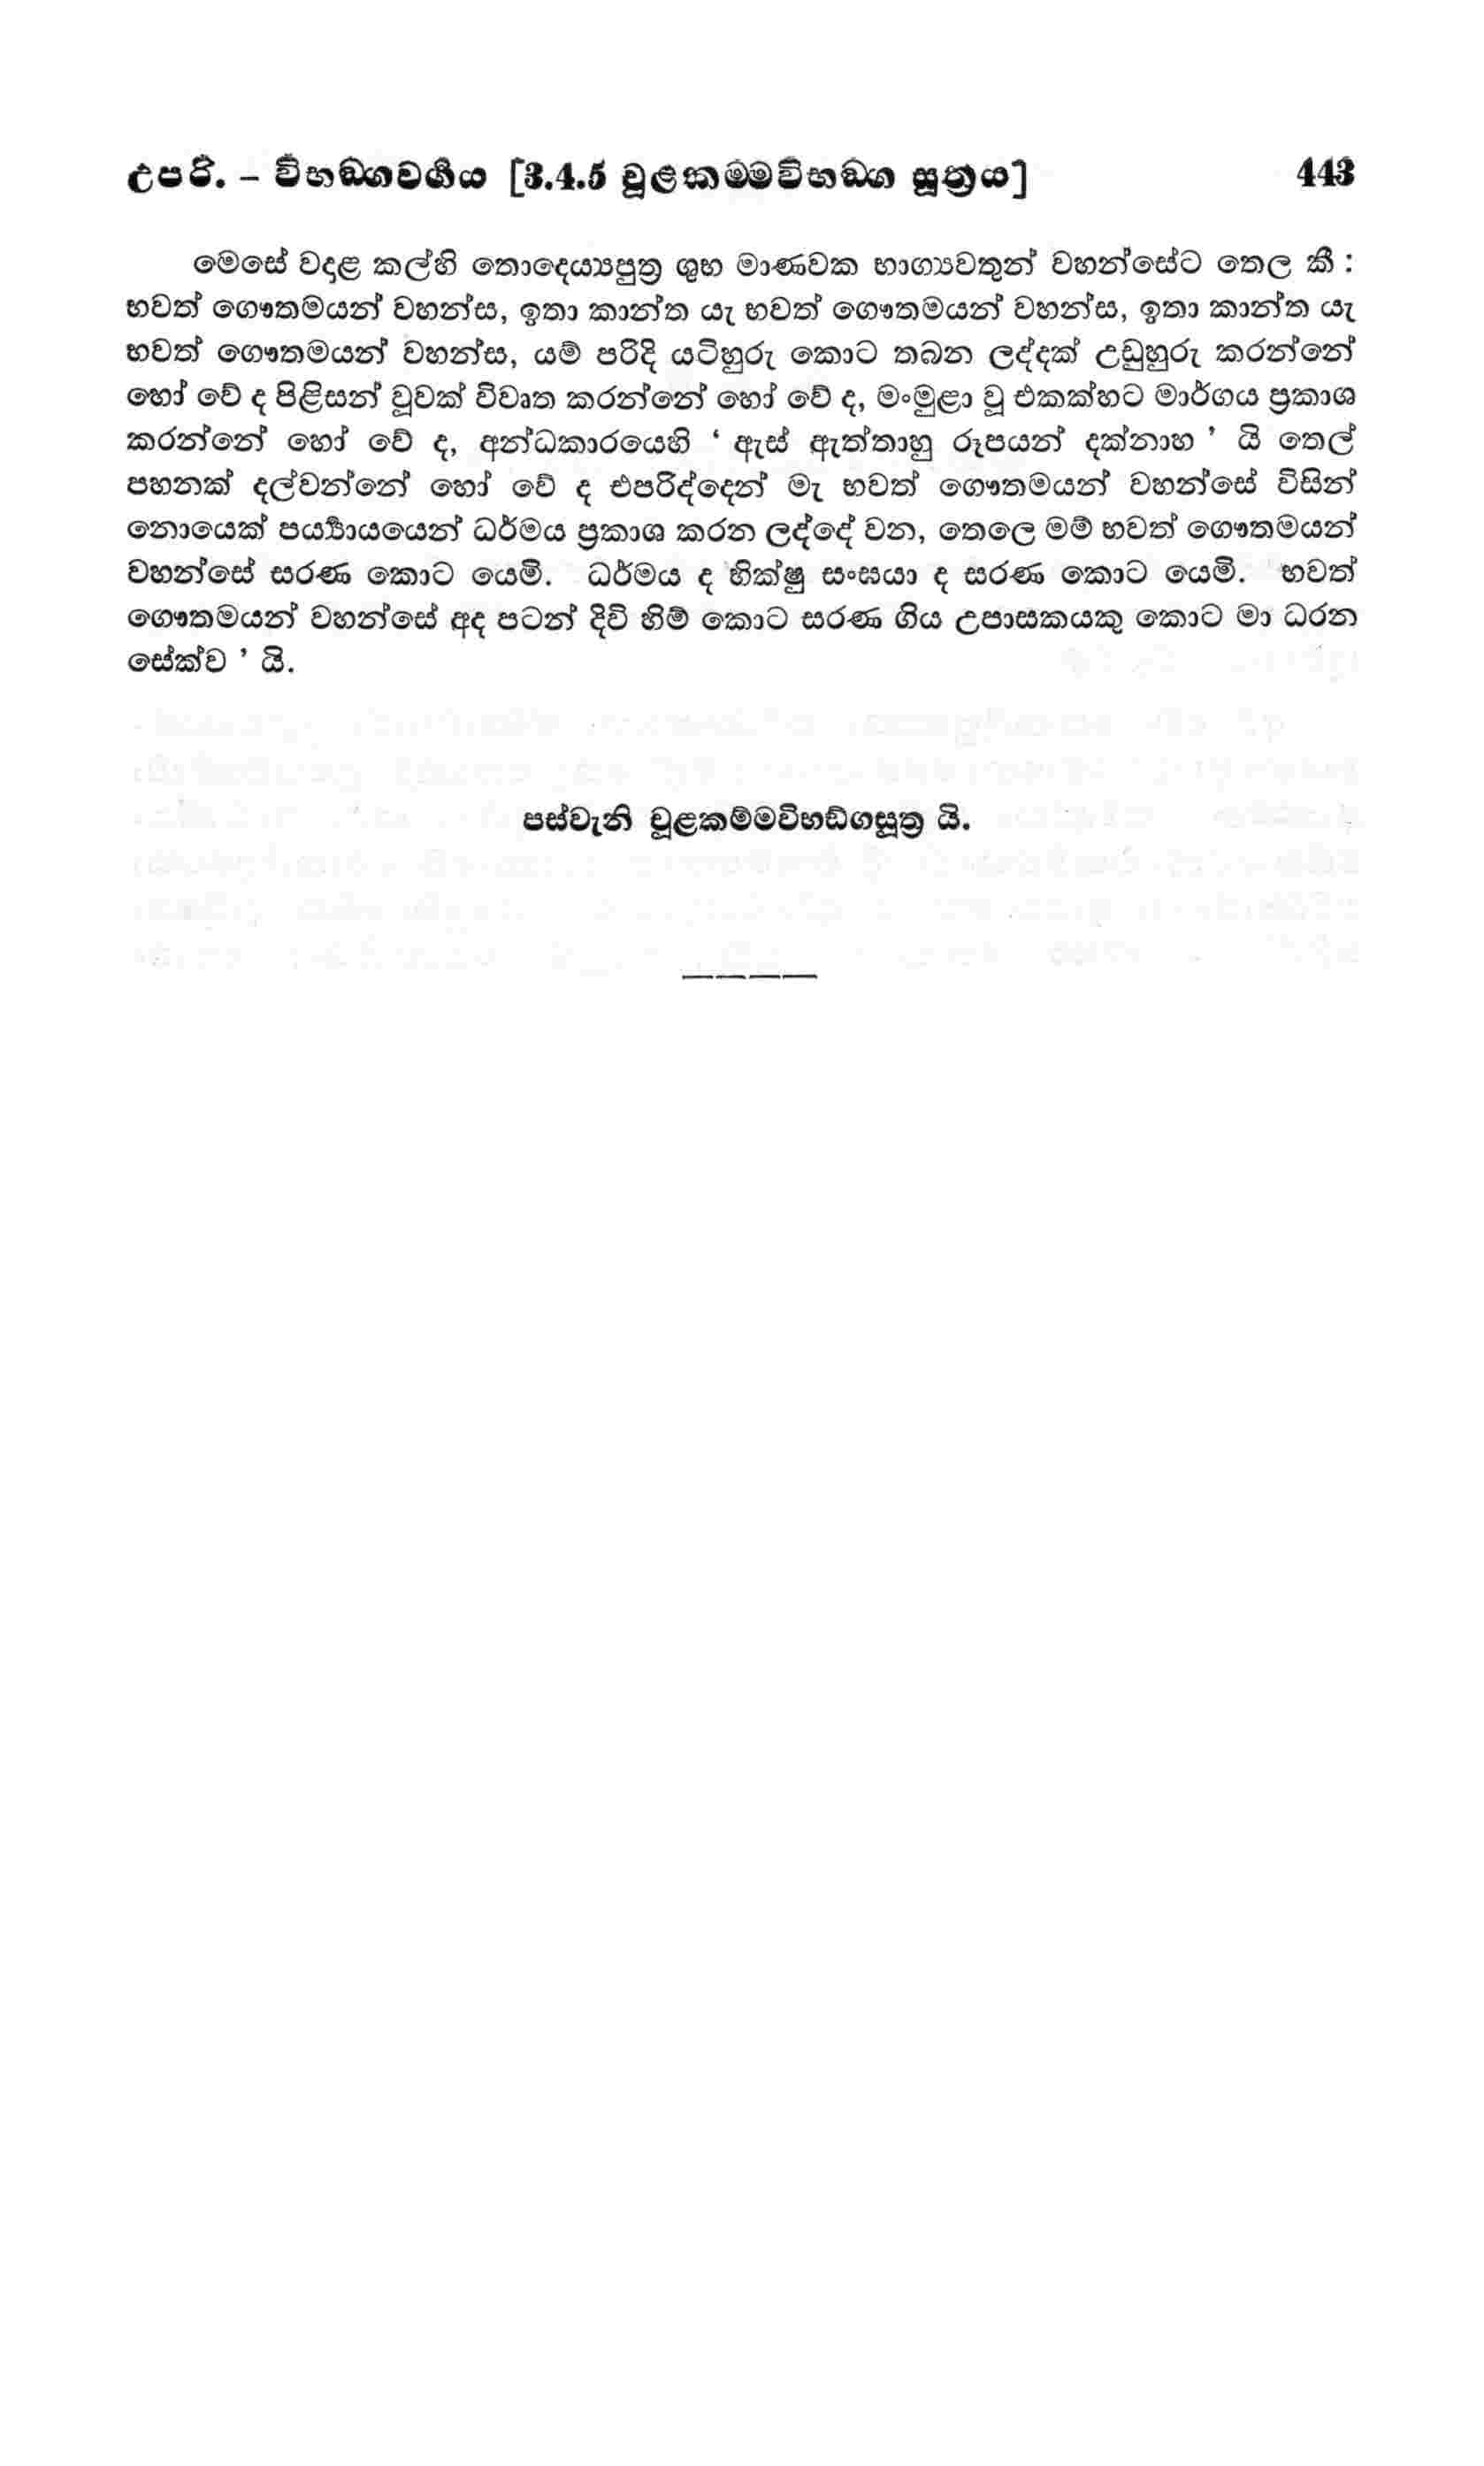 උපරි. – විභඞ්ගවර්ගය [3.4.5 චූළකම්මවිභඞ්ග සූත්‍රය] 443
මෙසේ වදාළ කල්හි තොදෙය්‍යපුත්‍ර ශුභ මාණවක භාග්‍යවතුන් වහන්සේට තෙල කී :
භවත් ගෞතමයන් වහන්ස, ඉතා කාන්ත යැ භවත් ගෞතමයන් වහන්ස, ඉතා කාන්ත යැ
භවත් ගෞතමයන් වහන්ස, යම් පරිදි යටිහුරු කොට තබන ලද්දක් උඩුහුරු කරන්නේ
හෝ වේ ද පිළිසන් වූවක් විවෘත කරන්නේ හෝ වේ ද, මංමුළා වූ එකක්හට මාර්ගය ප්‍රකාශ
කරන්නේ හෝ වේ ද, අන්ධකාරයෙහි ‘ ඇස් ඇත්තාහු රූපයන් දක්නාහ ’ යි තෙල්
පහනක් දල්වන්නේ හෝ වේ ද එපරිද්දෙන් මැ භවත් ගෞතමයන් වහන්සේ විසින්
නොයෙක් පර්‍ය්‍යායයෙන් ධර්මය ප්‍රකාශ කරන ලද්දේ වන, තෙලෙ මම් භවත් ගෞතමයන්
වහන්සේ සරණ කොට යෙමි. ධර්මය ද භික්ෂු සංඝයා ද සරණ කොට යෙමි. භවත්
ගෞතමයන් වහන්සේ අද පටන් දිවි හිම් කොට සරණ ගිය උපාසකයකු කොට මා ධරන
සේක්ව ’ යි.
පස්වැනි චූළකම්මවිභඞ්ගසූත්‍ර යි.